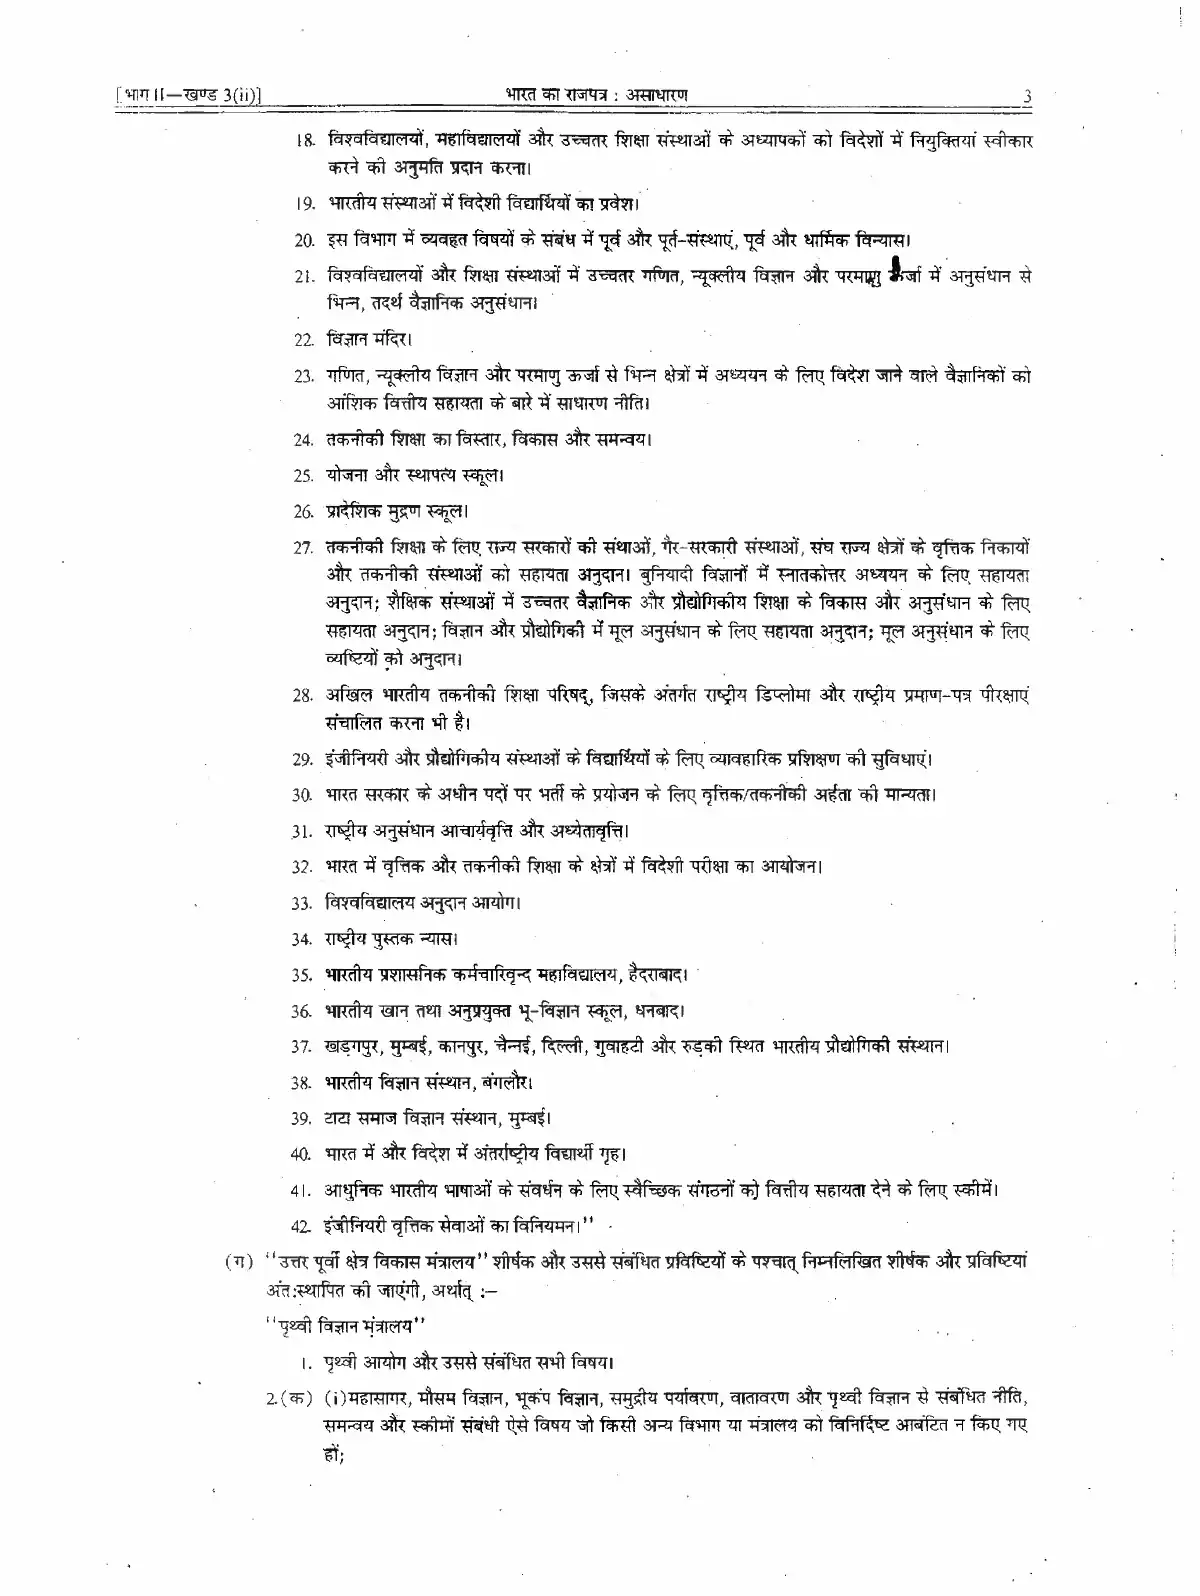 [ भाग II—खण्ड 3(ii)] भारत का राजपत्र : असाधारण 3
18. विश्वविद्यालयों, महाविद्यालयों और उच्चतर शिक्षा संस्थाओं के अध्यापकों को विदेशों में नियुक्तियां स्वीकार
करने की अनुमति प्रदान करना।
19. भारतीय संस्थाओं में विदेशी विद्यार्थियों का प्रवेश।
20. इस विभाग में व्यवहृत विषयों के संबंध में पूर्व और पूर्त-संस्थाएं, पूर्व और धार्मिक विन्यास।
21. विश्वविद्यालयों और शिक्षा संस्थाओं में उच्चतर गणित, न्यूक्लीय विज्ञान और परमाणु ऊर्जा में अनुसंधान से
भिन्न, तदर्थ वैज्ञानिक अनुसंधान।
22. विज्ञान मंदिर।
23. गणित, न्यूक्लीय विज्ञान और परमाणु ऊर्जा से भिन्न क्षेत्रों में अध्ययन के लिए विदेश जाने वाले वैज्ञानिकों को
आंशिक वित्तीय सहायता के बारे में साधारण नीति।
24. तकनीकी शिक्षा का विस्तार, विकास और समन्वय।
25. योजना और स्थापत्य स्कूल।
26. प्रादेशिक मुद्रण स्कूल।
27. तकनीकी शिक्षा के लिए राज्य सरकारों की संथाओं, गैर-सरकारी संस्थाओं, संघ राज्य क्षेत्रों के वृत्तिक निकायों
और तकनीकी संस्थाओं को सहायता अनुदान। बुनियादी विज्ञानों में स्नातकोत्तर अध्ययन के लिए सहायता
अनुदान; शैक्षिक संस्थाओं में उच्चतर वैज्ञानिक और प्रौद्योगिकीय शिक्षा के विकास और अनुसंधान के लिए
सहायता अनुदान; विज्ञान और प्रौद्योगिकी में मूल अनुसंधान के लिए सहायता अनुदान; मूल अनुसंधान के लिए
व्यष्टियों को अनुदान।
28. अखिल भारतीय तकनीकी शिक्षा परिषद्, जिसके अंतर्गत राष्ट्रीय डिप्लोमा और राष्ट्रीय प्रमाण-पत्र पीरक्षाएं
संचालित करना भी है।
29. इंजीनियरी और प्रौद्योगिकीय संस्थाओं के विद्यार्थियों के लिए व्यावहारिक प्रशिक्षण की सुविधाएं।
30. भारत सरकार के अधीन पदों पर भर्ती के प्रयोजन के लिए वृत्तिक/तकनीकी अर्हता की मान्यता।
31. राष्ट्रीय अनुसंधान आचार्यवृत्ति और अध्येतावृत्ति।
32. भारत में वृत्तिक और तकनीकी शिक्षा के क्षेत्रों में विदेशी परीक्षा का आयोजन।
33. विश्वविद्यालय अनुदान आयोग।
34. राष्ट्रीय पुस्तक न्यास।
35. भारतीय प्रशासनिक कर्मचारिवृन्द महाविद्यालय, हैदराबाद।
36. भारतीय खान तथा अनुप्रयुक्त भू-विज्ञान स्कूल, धनबाद।
37. खड़गपुर, मुम्बई, कानपुर, चैन्नई, दिल्ली, गुवाहटी और रुड़की स्थित भारतीय प्रौद्योगिकी संस्थान।
38. भारतीय विज्ञान संस्थान, बंगलौर।
39. टाटा समाज विज्ञान संस्थान, मुम्बई।
40. भारत में और विदेश में अंतर्राष्ट्रीय विद्यार्थी गृह।
41. आधुनिक भारतीय भाषाओं के संवर्धन के लिए स्वैच्छिक संगठनों को वित्तीय सहायता देने के लिए स्कीमें।
42. इंजीनियरी वृत्तिक सेवाओं का विनियमन।''
(ग) ''उत्तर पूर्वी क्षेत्र विकास मंत्रालय'' शीर्षक और उससे संबंधित प्रविष्टियों के पश्चात् निम्नलिखित शीर्षक और प्रविष्टियां
अंत:स्थापित की जाएंगी, अर्थात् :—
''पृथ्वी विज्ञान मंत्रालय''
1. पृथ्वी आयोग और उससे संबंधित सभी विषय।
2.(क) (i)महासागर, मौसम विज्ञान, भूकंप विज्ञान, समुद्रीय पर्यावरण, वातावरण और पृथ्वी विज्ञान से संबंधित नीति,
समन्वय और स्कीमों संबंधी ऐसे विषय जो किसी अन्य विभाग या मंत्रालय को विनिर्दिष्ट आबंटित न किए गए
हों;